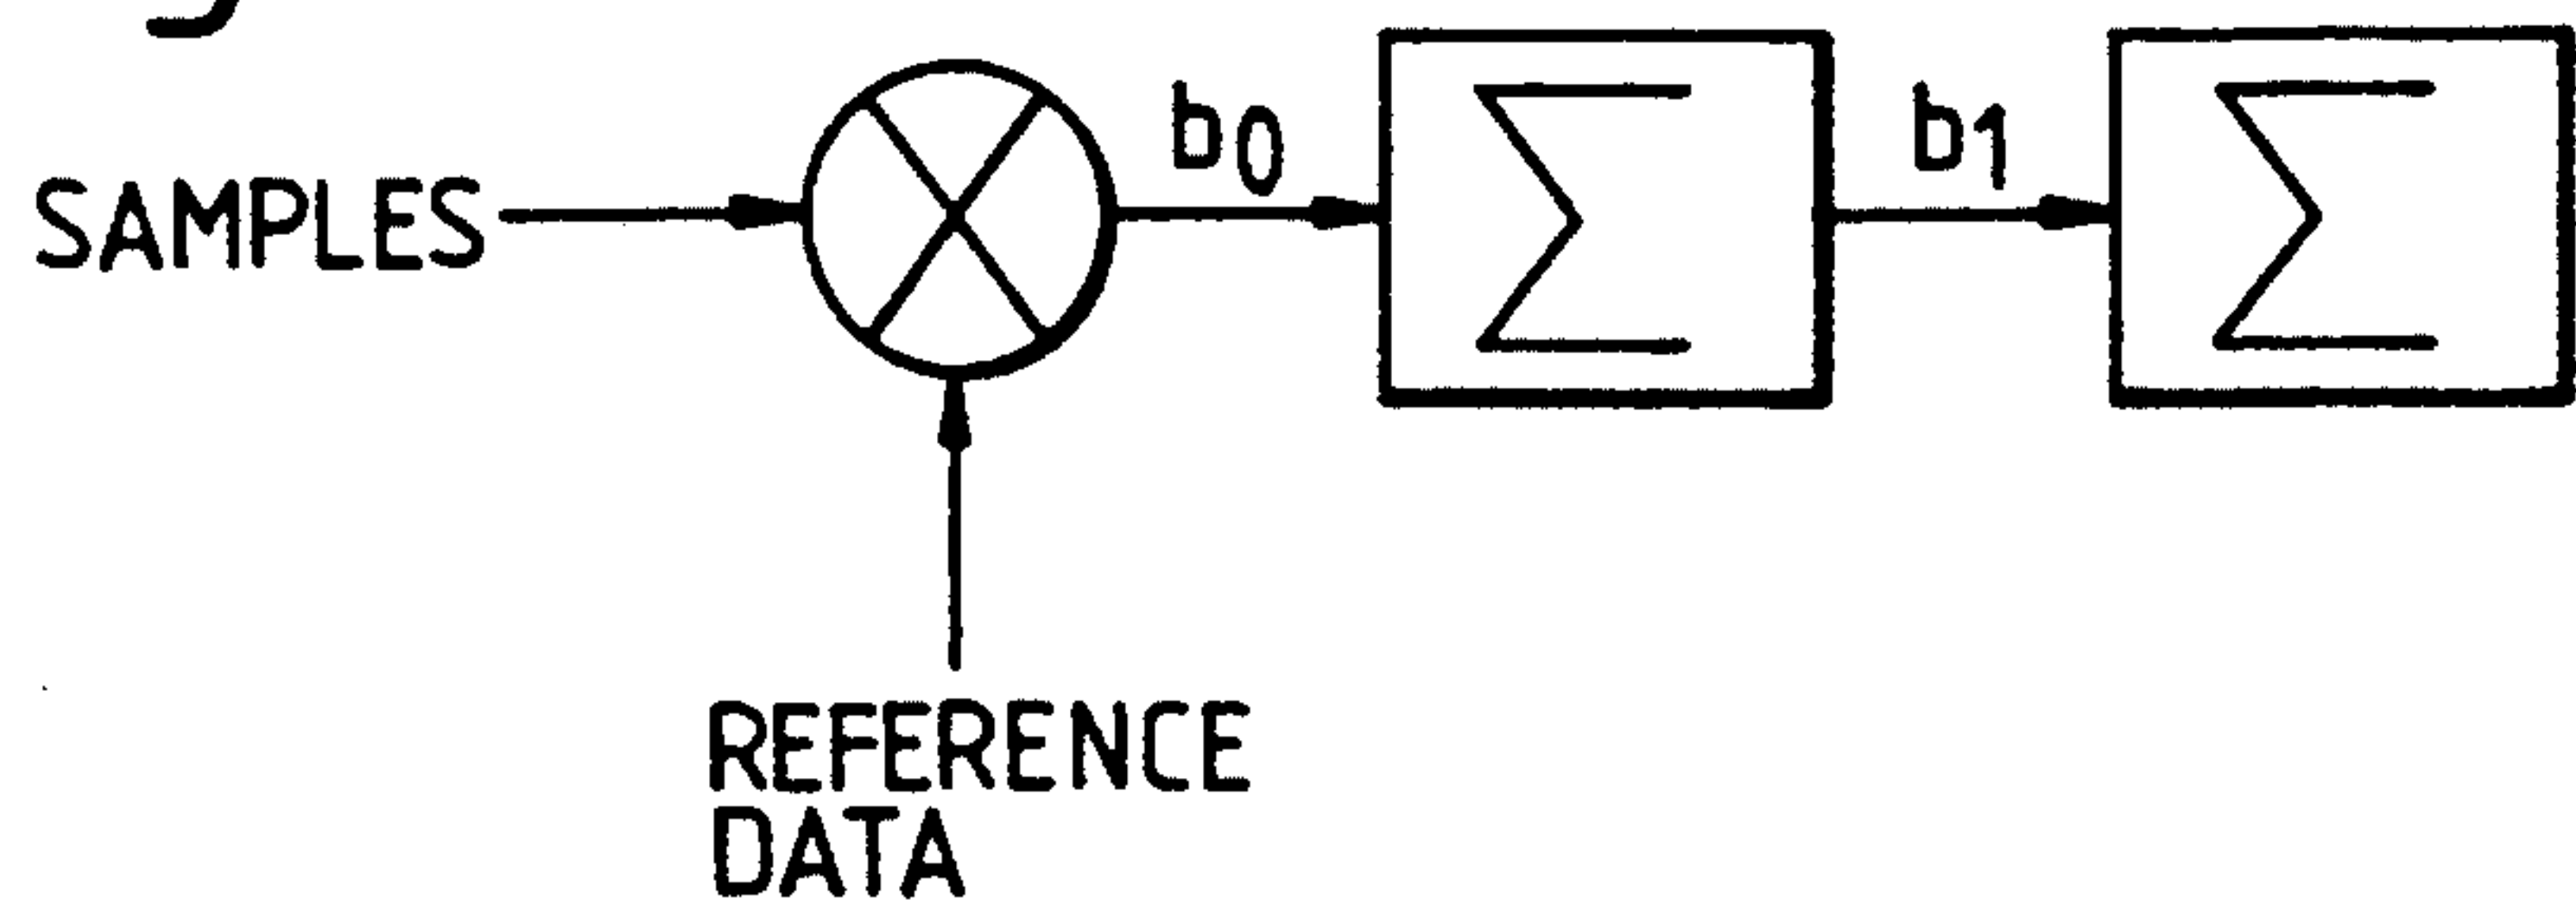 SAMPLES
b0
Σ
b1
Σ
REFERENCE
DATA